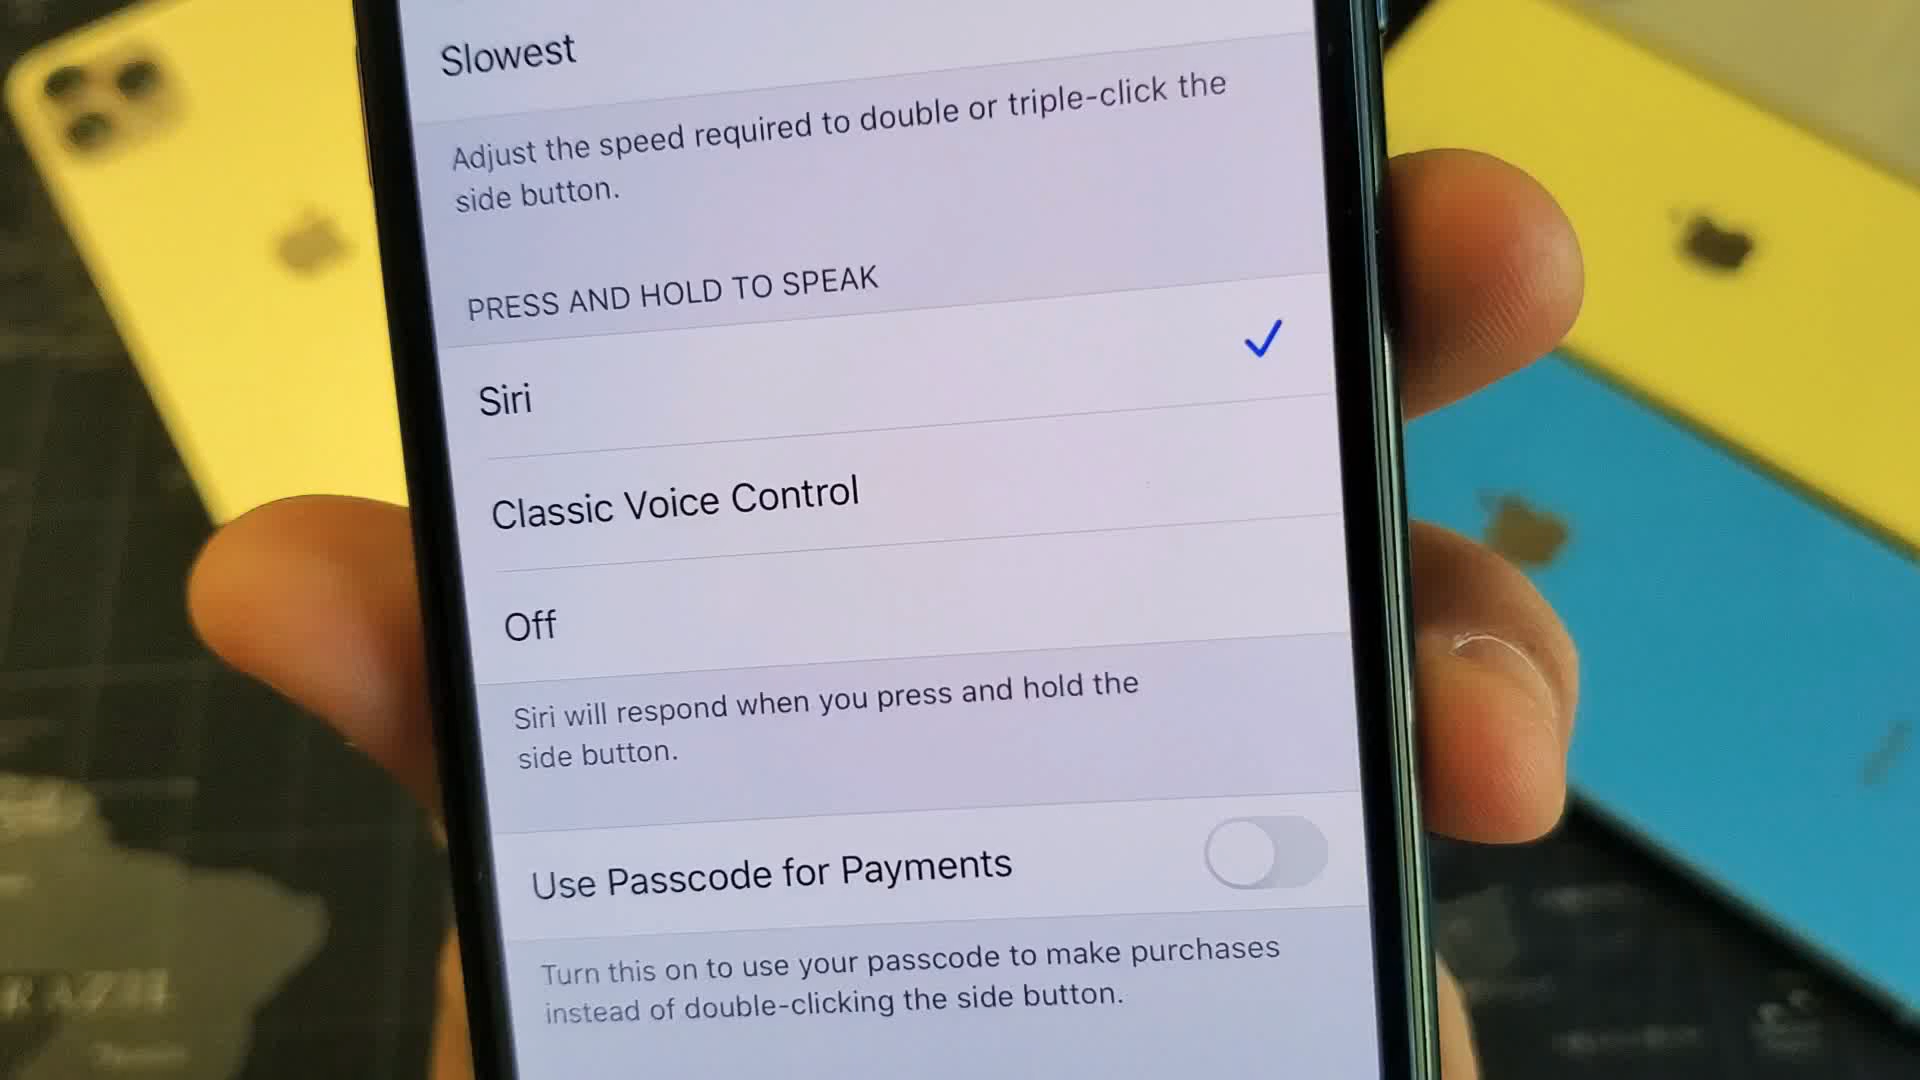 Slowest
Adjust the speed required to double or triple-click the
side button.
PRESS AND HOLD TO SPEAK
Siri
Classic Voice Control
Off
Siri will respond when you press and hold the
side button.
Use Passcode for Payments
Turn this on to use your passcode to make purchases
instead of double-clicking the side button.
BRAZIL